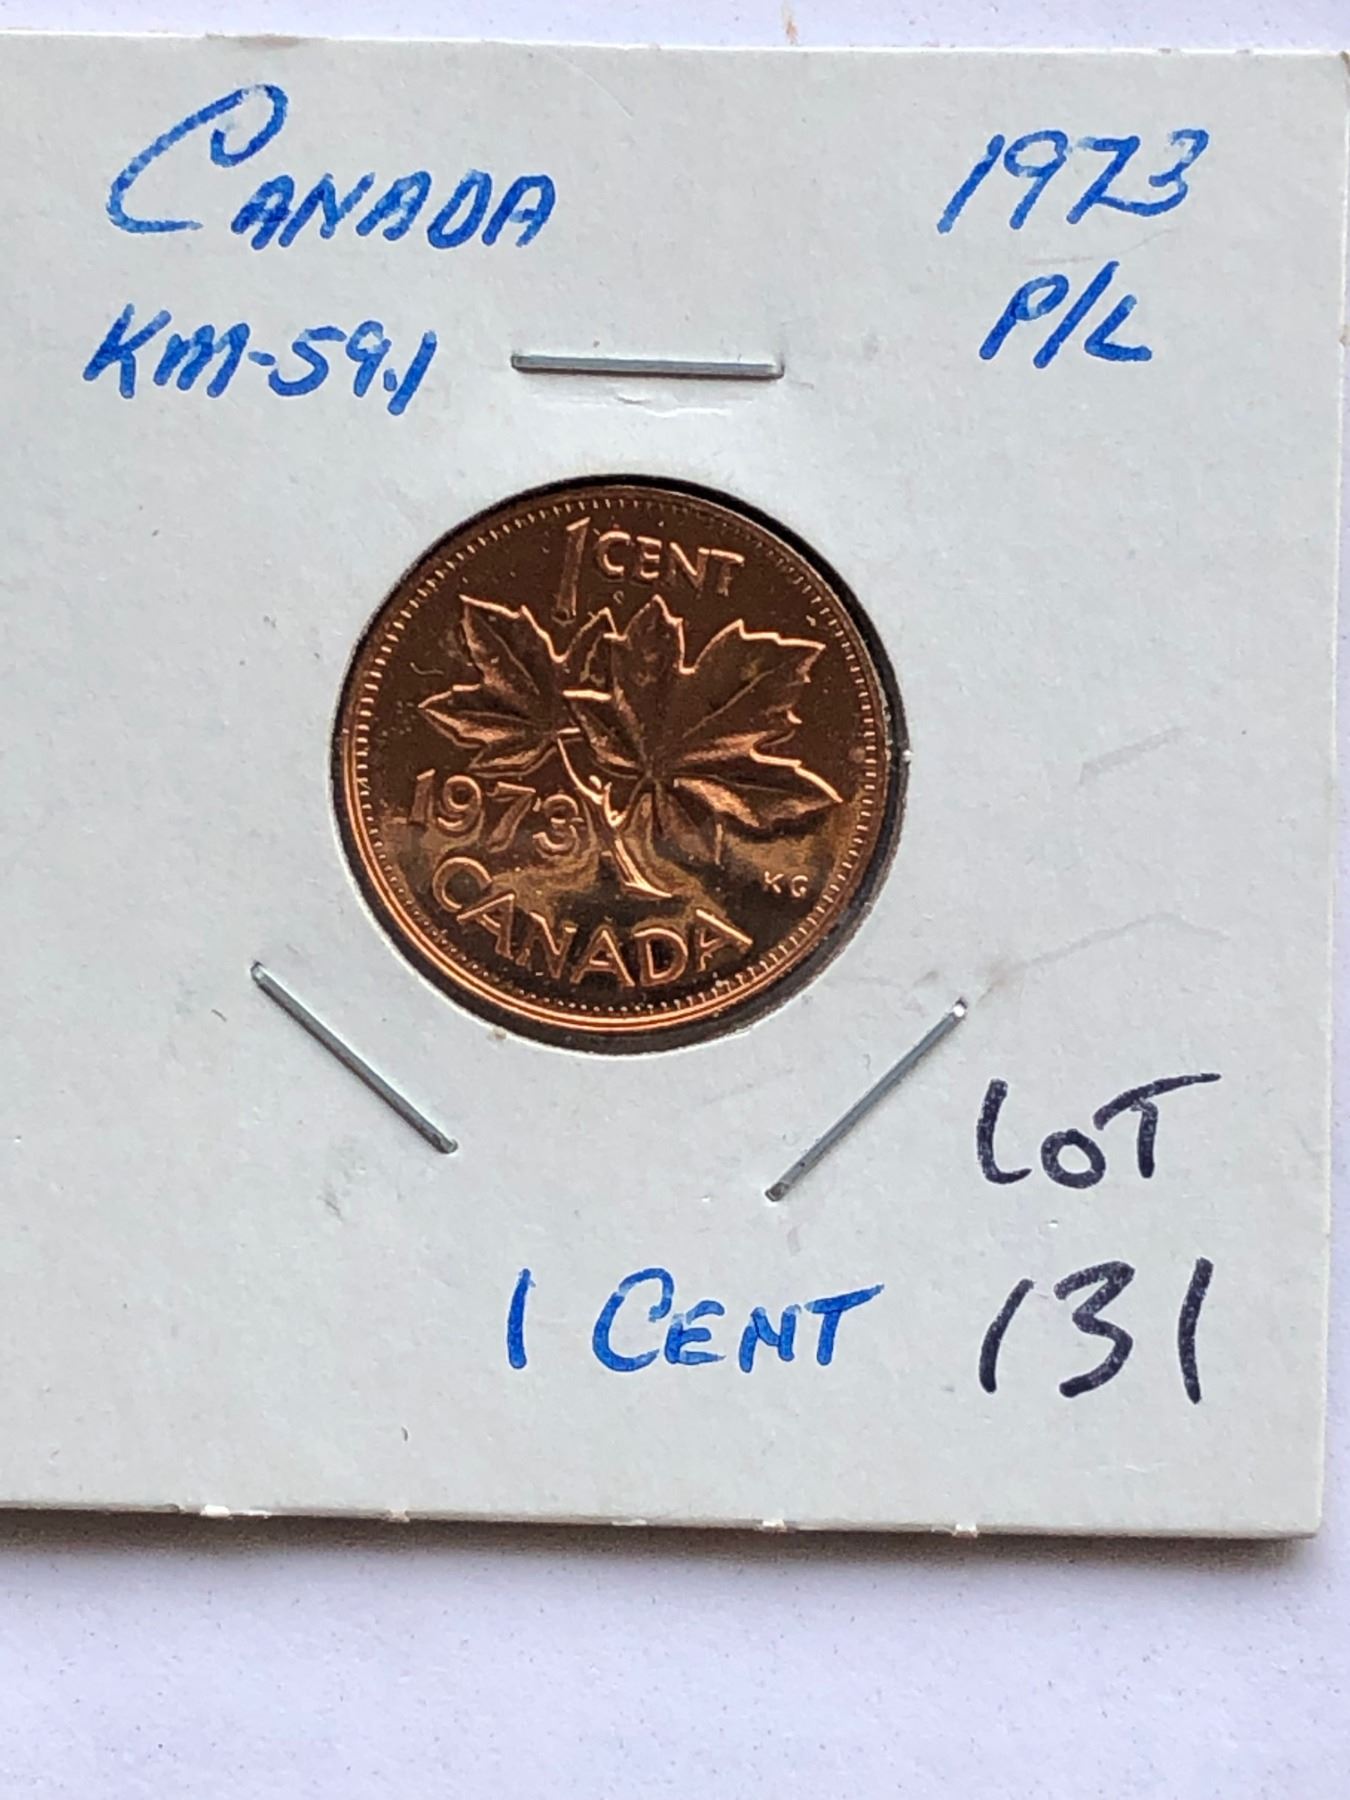 CANADA
1973
KM-59.1
P/L
1 CENT
1973
CANADA
KG
LOT
1 CENT
131